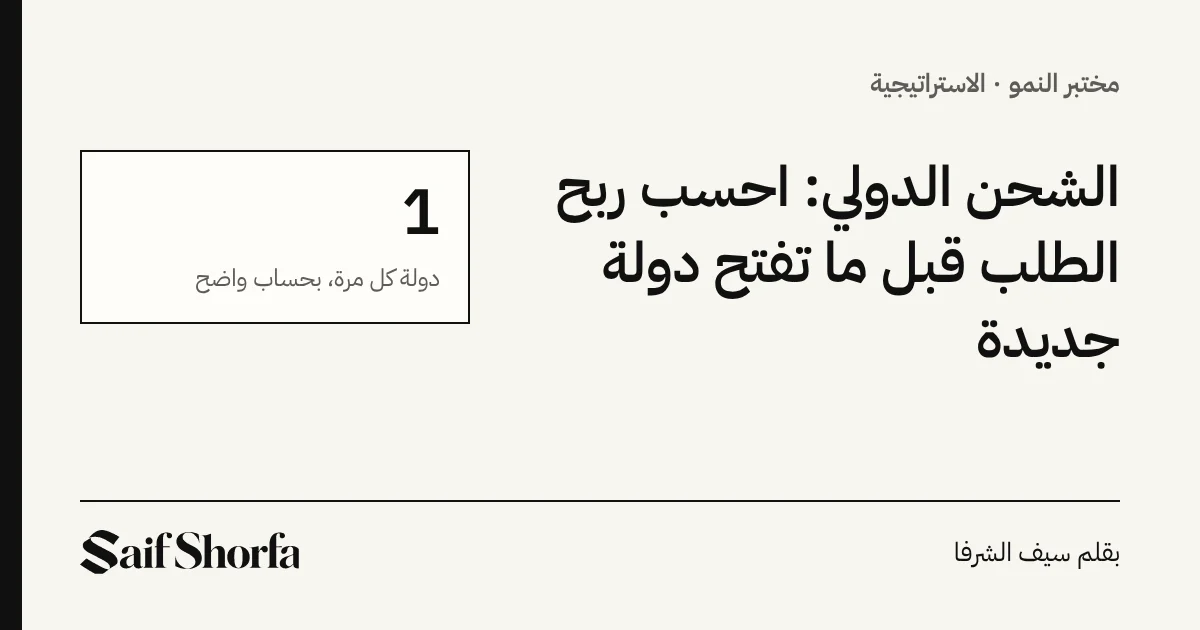 مختبر النمو · الاستراتيجية
الشحن الدولي: احسب ربح
الطلب قبل ما تفتح دولة
جديدة
1
دولة كل مرة، بحساب واضح
بقلم سيف الشرفا
Saif Shorfa